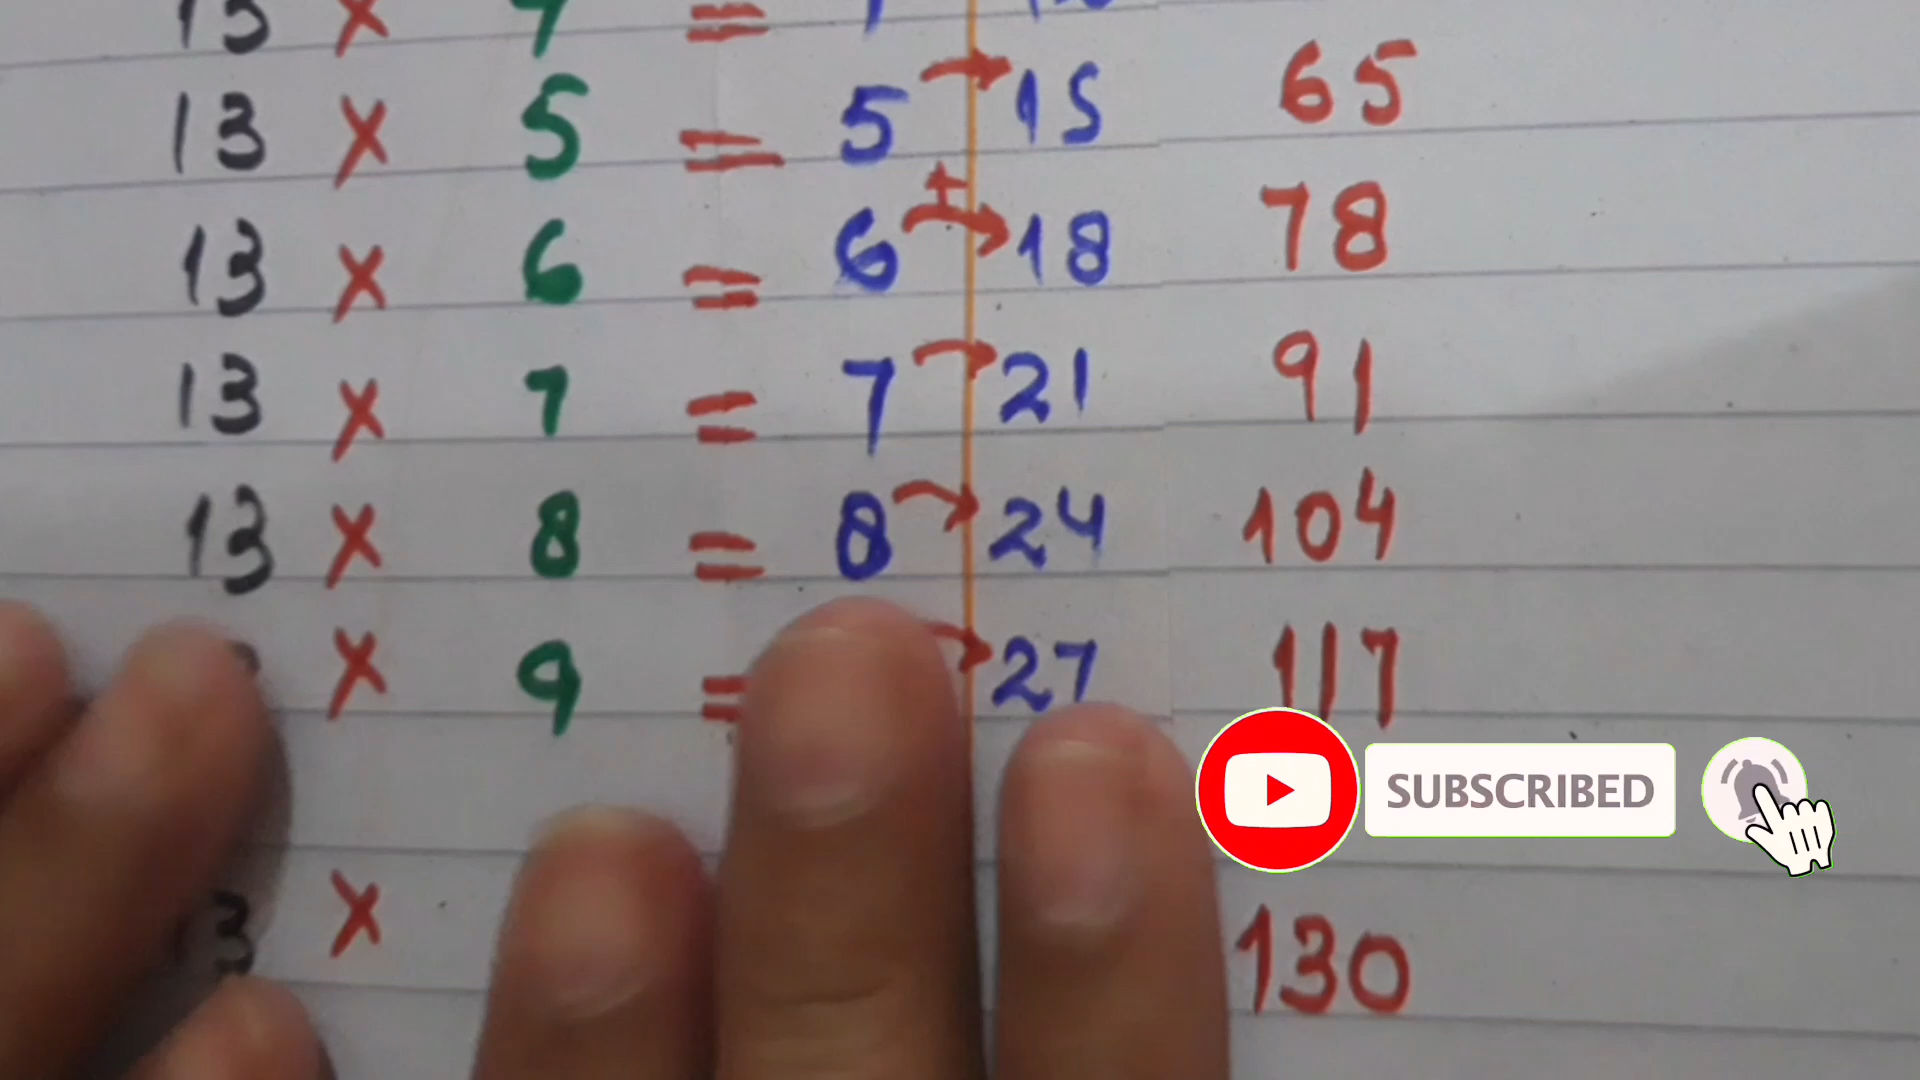 13 × 5 = 5 15 65
+
13 × 6 = 6 18 78
13 × 7 = 7 21 91
13 × 8 = 8 24 104
× 9 = 27 117
SUBSCRIBED
3 × 130